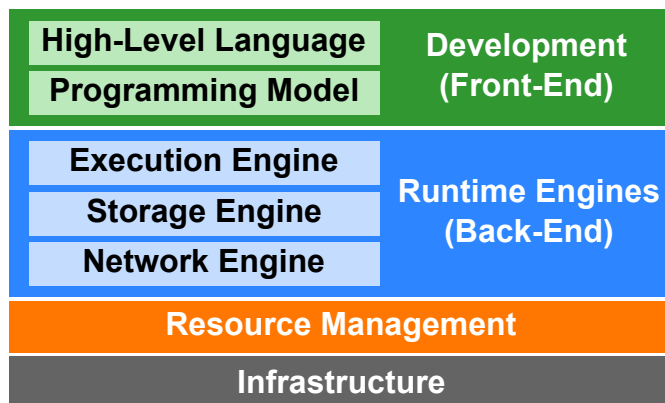 High-Level Language
Programming Model
Development
(Front-End)
Execution Engine
Storage Engine
Network Engine
Runtime Engines
(Back-End)
Resource Management
Infrastructure